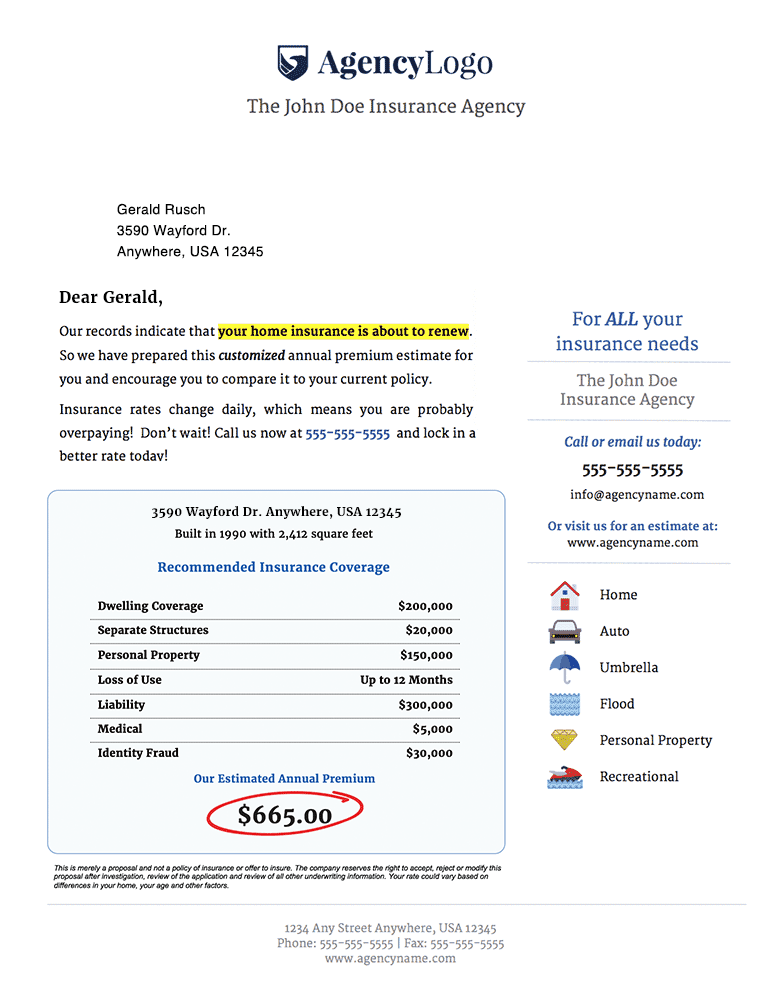 AgencyLogo
The John Doe Insurance Agency
Gerald Rusch
3590 Wayford Dr.
Anywhere, USA 12345
Dear Gerald,
Our records indicate that your home insurance is about to renew.
So we have prepared this customized annual premium estimate for
you and encourage you to compare it to your current policy.
Insurance rates change daily, which means you are probably
overpaying! Don't wait! Call us now at 555-555-5555 and lock in a
better rate today!
3590 Wayford Dr. Anywhere, USA 12345
Built in 1990 with 2,412 square feet
Recommended Insurance Coverage
Dwelling Coverage $200,000
Separate Structures $20,000
Personal Property $150,000
Loss of Use Up to 12 Months
Liability $300,000
Medical $5,000
Identity Fraud $30,000
Our Estimated Annual Premium
$665.00
This is merely a proposal and not a policy of insurance or offer to insure. The company reserves the right to accept, reject or modify this
proposal after investigation, review of the application and review of all other underwriting information. Your rate could vary based on
differences in your home, your age and other factors.
For ALL your
insurance needs
The John Doe
Insurance Agency
Call or email us today:
555-555-5555
info@agencyname.com
Or visit us for an estimate at:
www.agencyname.com
Home
Auto
Umbrella
Flood
Personal Property
Recreational
1234 Any Street Anywhere, USA 12345
Phone: 555-555-5555 | Fax: 555-555-5555
www.agencyname.com